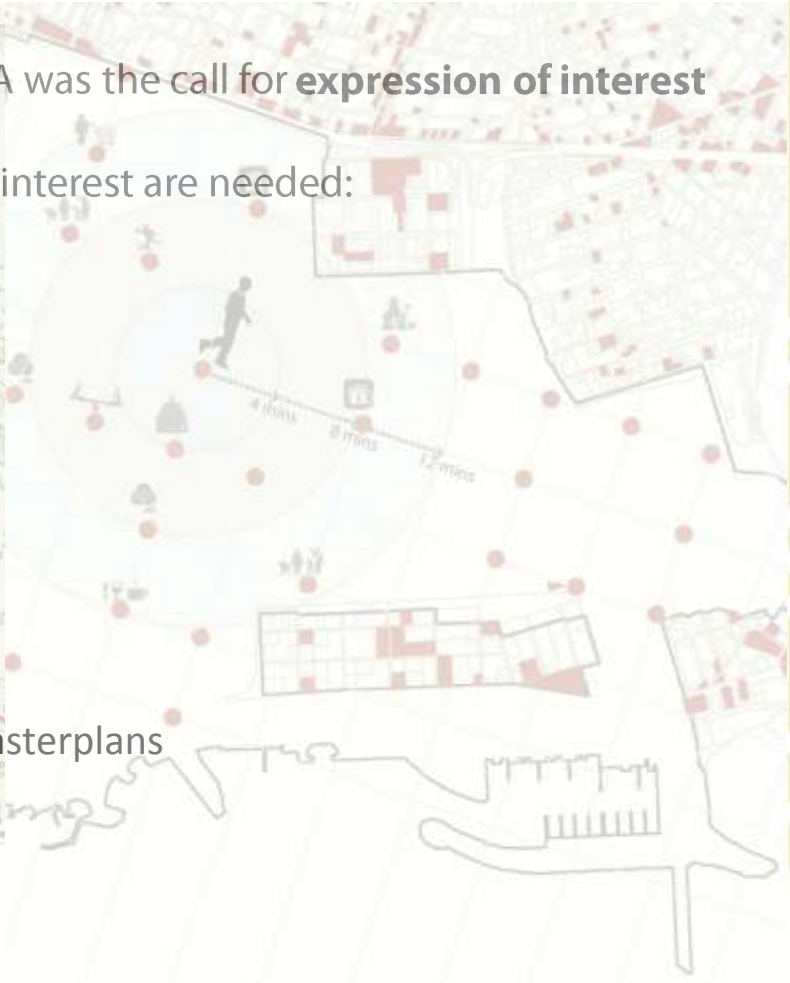 A was the call for expression of interest
interest are needed:
4 mins
8 mins
12 mins
sterplans